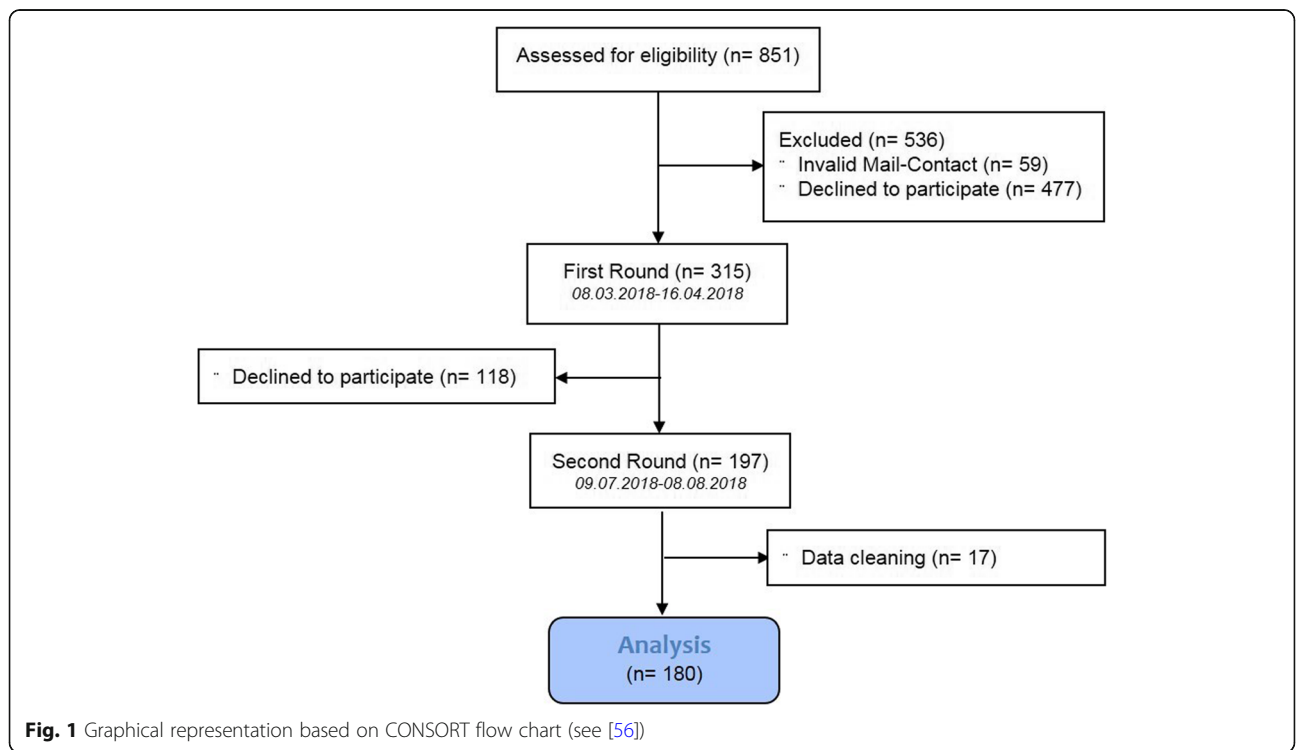 Assessed for eligibility (n= 851)
Excluded (n= 536)
¨ Invalid Mail-Contact (n= 59)
¨ Declined to participate (n= 477)
First Round (n= 315)
08.03.2018-16.04.2018
¨ Declined to participate (n= 118)
Second Round (n= 197)
09.07.2018-08.08.2018
¨ Data cleaning (n= 17)
Analysis
(n= 180)
Fig. 1 Graphical representation based on CONSORT flow chart (see [56])